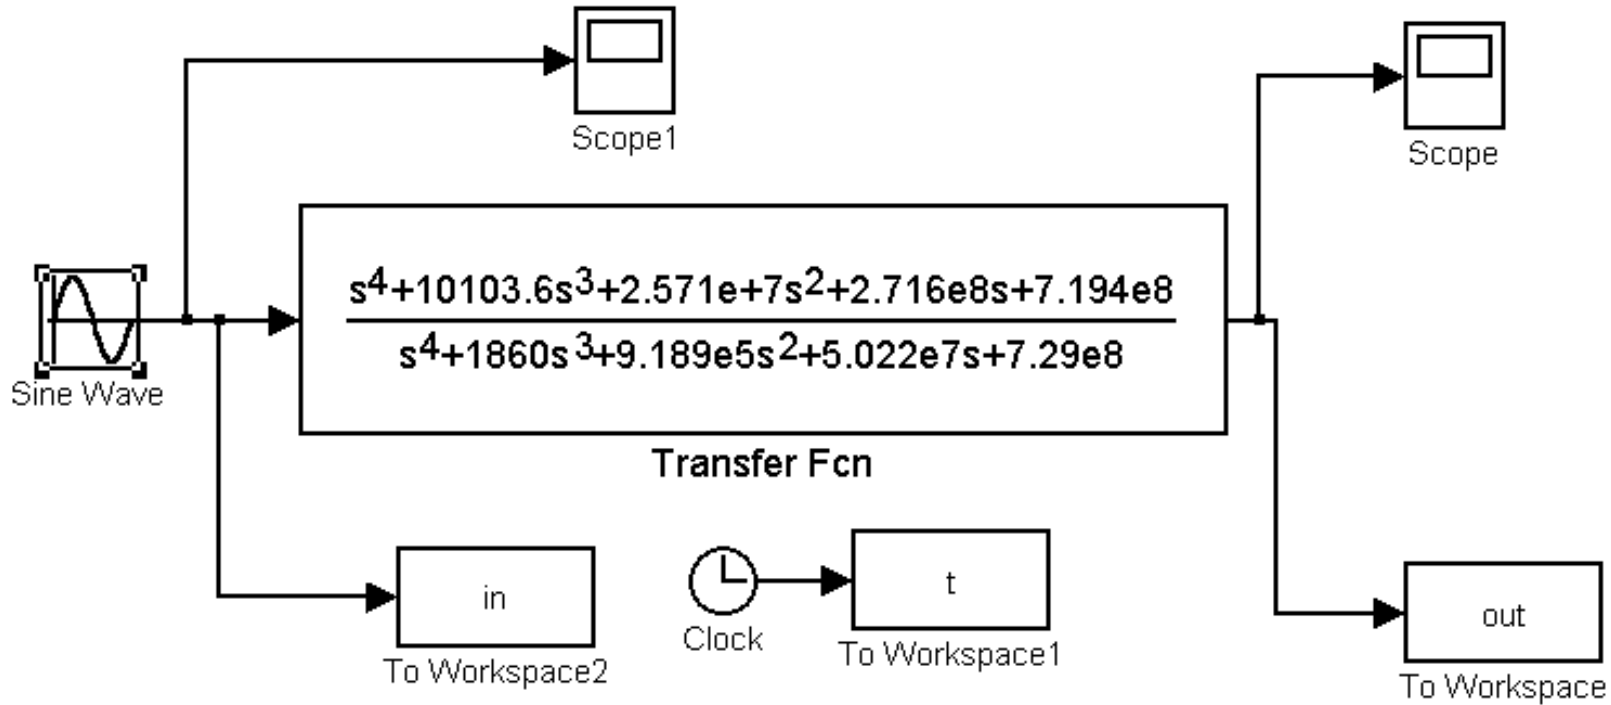 Scope1
Scope
s4+10103.6s3+2.571e+7s2+2.716e8s+7.194e8
s4+1860s3+9.189e5s2+5.022e7s+7.29e8
Sine Wave
Transfer Fcn
in
t
out
Clock
To Workspace2
To Workspace1
To Workspace